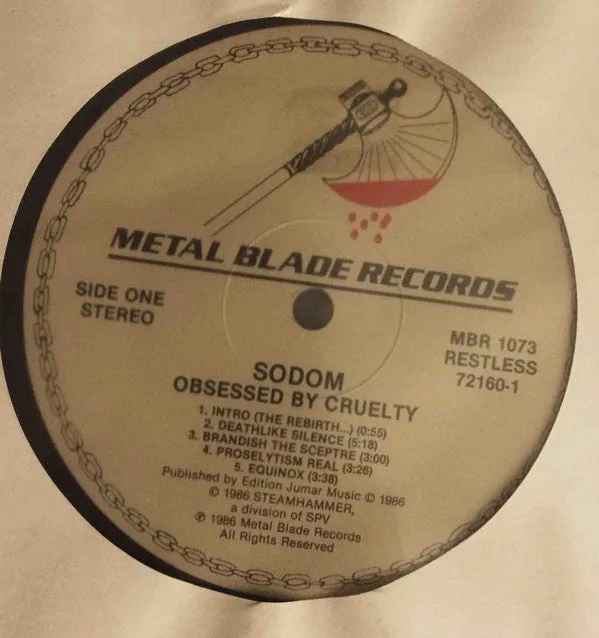 METAL BLADE RECORDS
SIDE ONE
STEREO
MBR 1073
RESTLESS
72160-1
SODOM
OBSESSED BY CRUELTY
1. INTRO (THE REBIRTH...) (0:55)
2. DEATHLIKE SILENCE (5:18)
3. BRANDISH THE SCEPTRE (3:00)
4. PROSELYTISM REAL (3:26)
5. EQUINOX (3:38)
Published by Edition Jumar Music © 1986
© 1986 STEAMHAMMER,
a division of SPV
℗ 1986 Metal Blade Records
All Rights Reserved